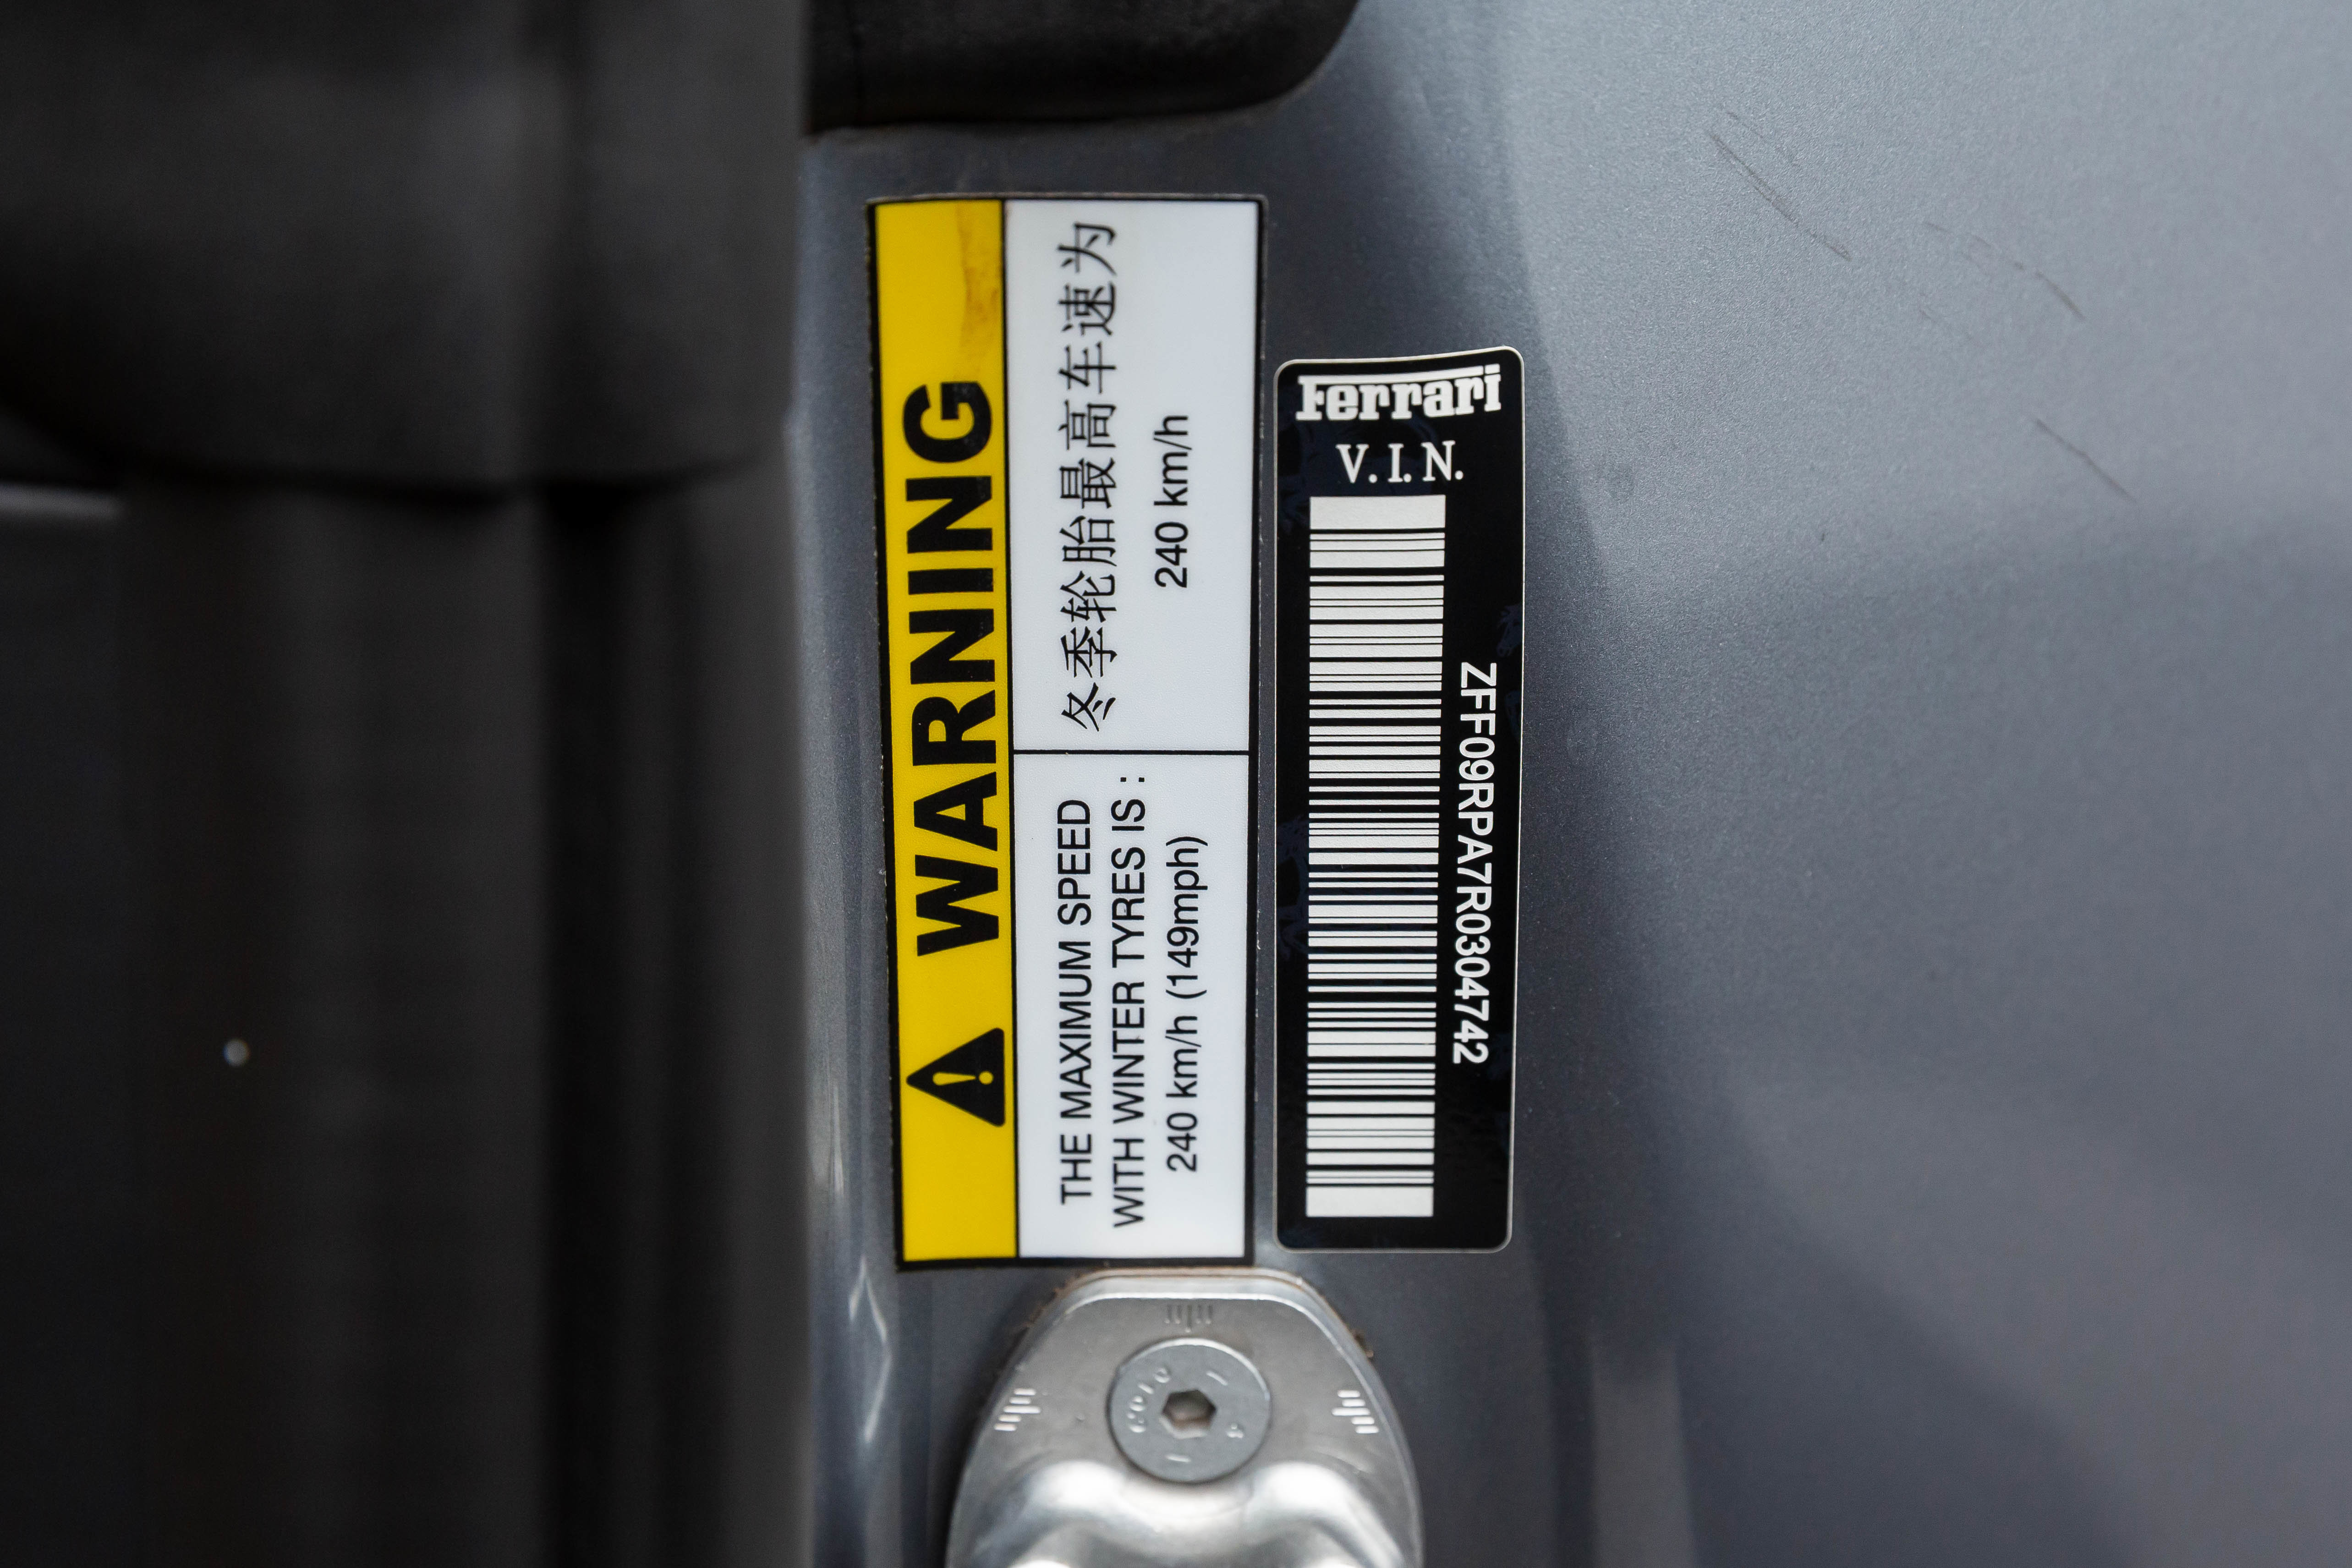 WARNING
THE MAXIMUM SPEED
WITH WINTER TYRES IS :
240 km/h (149mph)
冬季轮胎最高车速为
240 km/h
Ferrari
V.I.N.
ZFF09RPA7R0304742